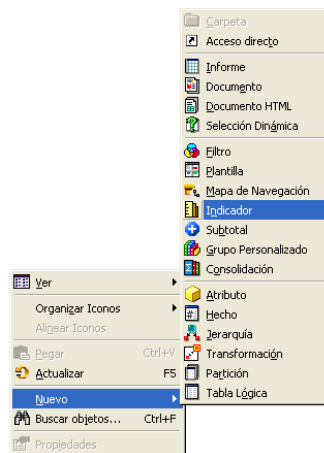 Carpeta
Acceso directo
Informe
Documento
Documento HTML
Selección Dinámica
Filtro
Plantilla
Mapa de Navegación
Indicador
Subtotal
Grupo Personalizado
Consolidación
Atributo
Hecho
Jerarquía
Transformación
Partición
Tabla Lógica
Ver
Organizar Iconos
Alinear Iconos
Pegar Ctrl+V
Actualizar F5
Nuevo
Buscar objetos... Ctrl+F
Propiedades